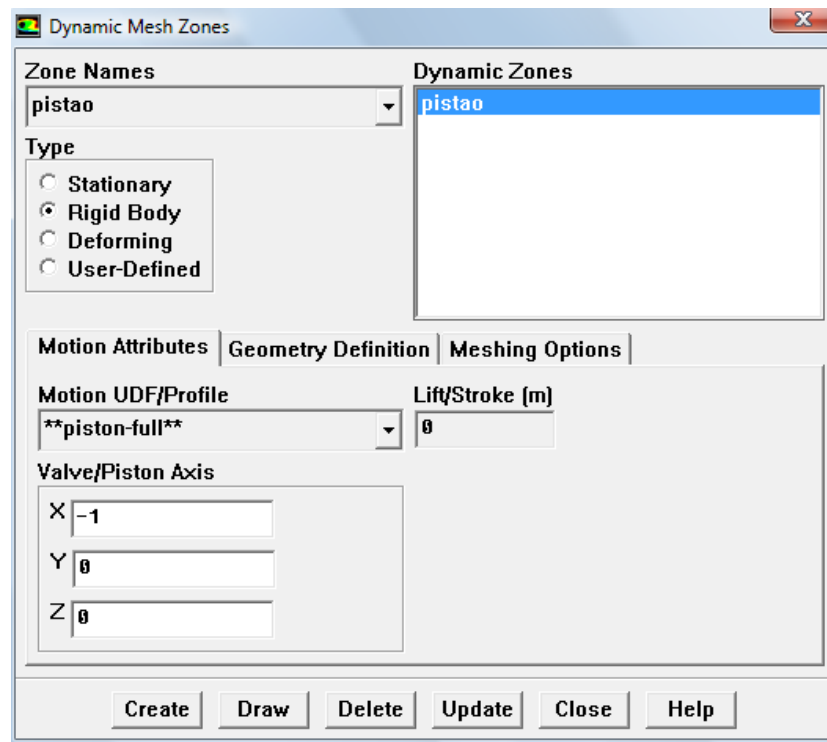 Dynamic Mesh Zones
Zone Names
pistao
Type
Stationary
Rigid Body
Deforming
User-Defined
Dynamic Zones
pistao
Motion Attributes
Geometry Definition
Meshing Options
Motion UDF/Profile
**piston-full**
Lift/Stroke (m)
0
Valve/Piston Axis
X -1
Y 0
Z 0
Create
Draw
Delete
Update
Close
Help